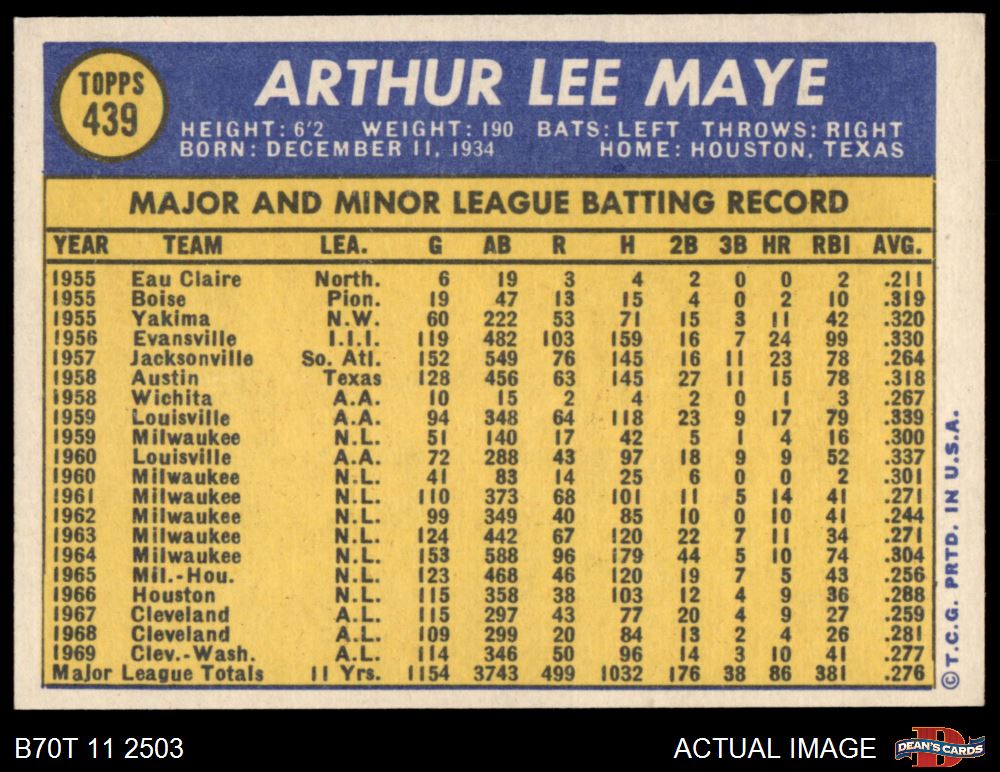 TOPPS
439
ARTHUR LEE MAYE
HEIGHT: 6'2 WEIGHT: 190 BATS: LEFT THROWS: RIGHT
BORN: DECEMBER 11, 1934 HOME: HOUSTON, TEXAS
MAJOR AND MINOR LEAGUE BATTING RECORD
YEAR TEAM LEA. G AB R H 2B 3B HR RBI AVG.
1955 Eau Claire North. 6 19 3 4 2 0 0 2 .211
1955 Boise Pion. 19 47 13 15 4 0 2 10 .319
1955 Yakima N.W. 60 222 53 71 15 3 11 42 .320
1956 Evansville I.I.I. 119 482 103 159 16 7 24 99 .330
1957 Jacksonville So. Atl. 152 549 76 145 16 11 23 78 .264
1958 Austin Texas 128 456 63 145 27 11 15 78 .318
1958 Wichita A.A. 10 15 2 4 2 0 1 3 .267
1959 Louisville A.A. 94 348 64 118 23 9 17 79 .339
1959 Milwaukee N.L. 51 140 17 42 5 1 4 16 .300
1960 Louisville A.A. 72 288 43 97 18 9 9 52 .337
1960 Milwaukee N.L. 41 83 14 25 6 0 0 2 .301
1961 Milwaukee N.L. 110 373 68 101 11 5 14 41 .271
1962 Milwaukee N.L. 99 349 40 85 10 0 10 41 .244
1963 Milwaukee N.L. 124 442 67 120 22 7 11 34 .271
1964 Milwaukee N.L. 153 588 96 179 44 5 10 74 .304
1965 Mil.-Hou. N.L. 123 468 46 120 19 7 5 43 .256
1966 Houston N.L. 115 358 38 103 12 4 9 36 .288
1967 Cleveland A.L. 115 297 43 77 20 4 9 27 .259
1968 Cleveland A.L. 109 299 20 84 13 2 4 26 .281
1969 Clev.-Wash. A.L. 114 346 50 96 14 3 10 41 .277
Major League Totals 11 Yrs. 1154 3743 499 1032 176 38 86 381 .276
© T.C.G. PRTD. IN U.S.A.
B70T 11 2503
ACTUAL IMAGE
DEAN'S CARDS